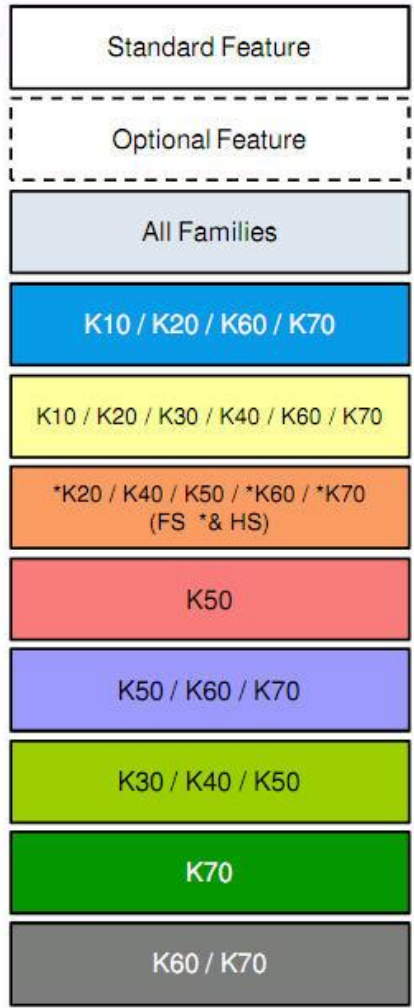 Standard Feature
Optional Feature
All Families
K10 / K20 / K60 / K70
K10 / K20 / K30 / K40 / K60 / K70
*K20 / K40 / K50 / *K60 / *K70
(FS *& HS)
K50
K50 / K60 / K70
K30 / K40 / K50
K70
K60 / K70